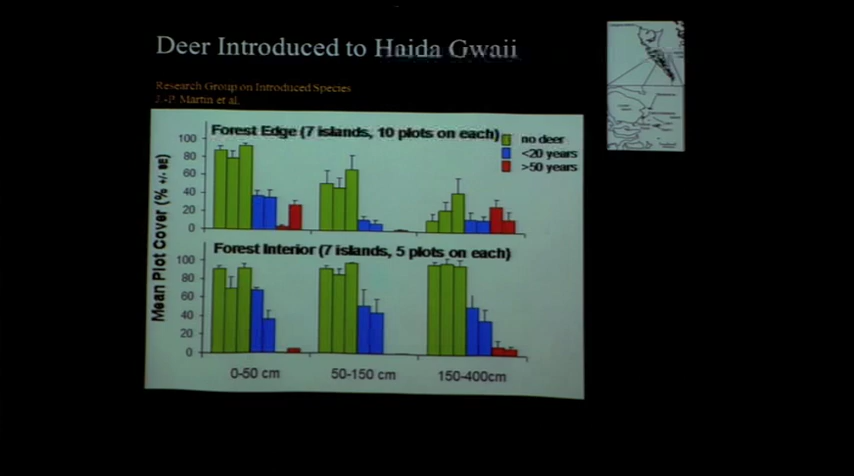 Deer Introduced to Haida Gwaii
Research Group on Introduced Species
J.-P. Martin et al.
Forest Edge (7 islands, 10 plots on each)
no deer
<20 years
>50 years
Mean Plot Cover (% +/- SE)
100
80
60
40
20
0
Forest Interior (7 islands, 5 plots on each)
100
80
60
40
20
0
0-50 cm
50-150 cm
150-400cm